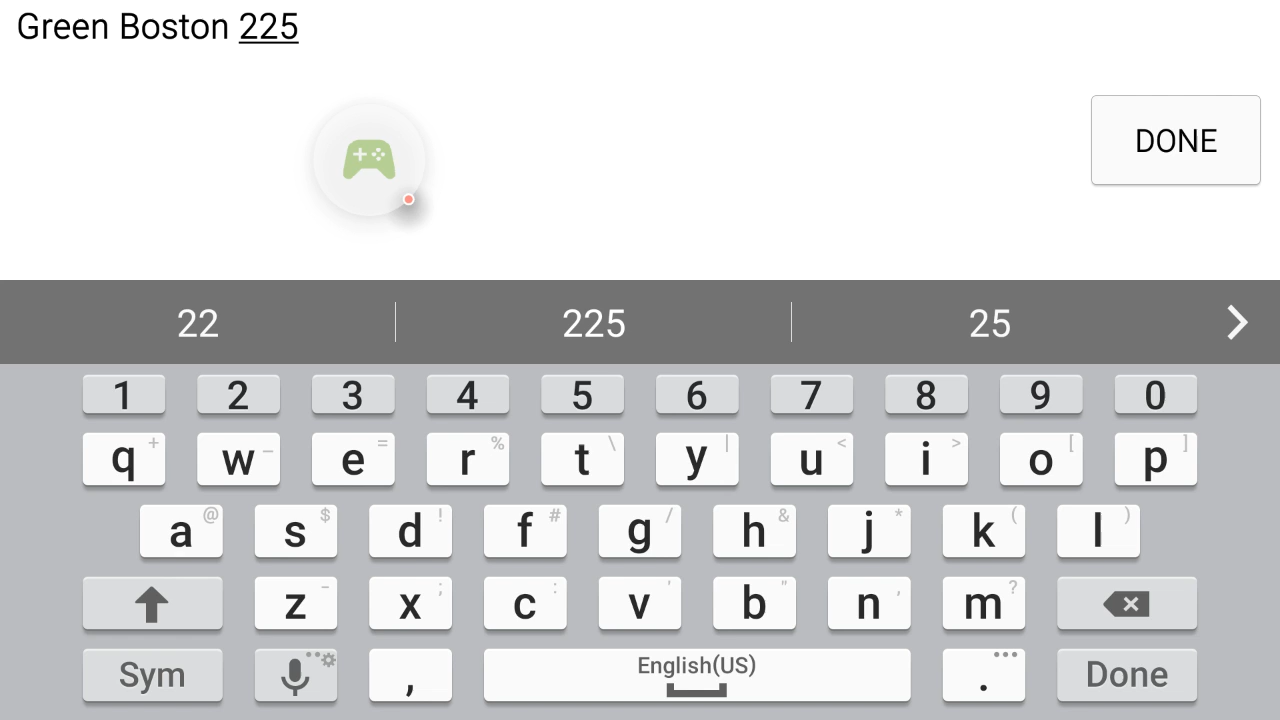 Green Boston 225
DONE
22 225 25
1 2 3 4 5 6 7 8 9 0
q + w _ e = r % t \ y | u < i > o [ p ]
a @ s $ d ! f # g / h & j * k ( l )
z - x ; c : v ' b " n , m ?
Sym , English(US) . Done